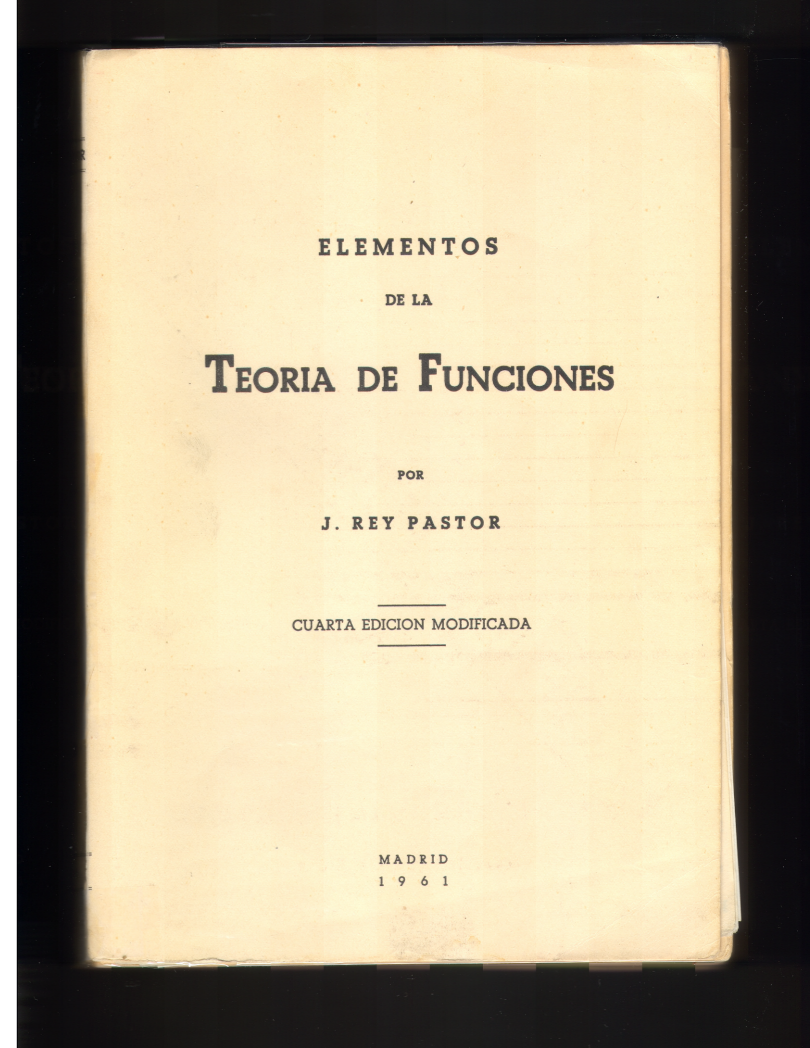 ELEMENTOS
DE LA
TEORIA DE FUNCIONES
POR
J. REY PASTOR
CUARTA EDICION MODIFICADA
MADRID
1961